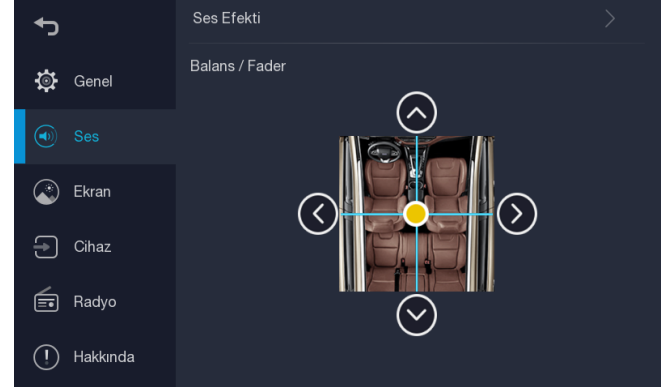 Ses Efekti
Balans / Fader
Genel
Ses
Ekran
Cihaz
Radyo
Hakkında